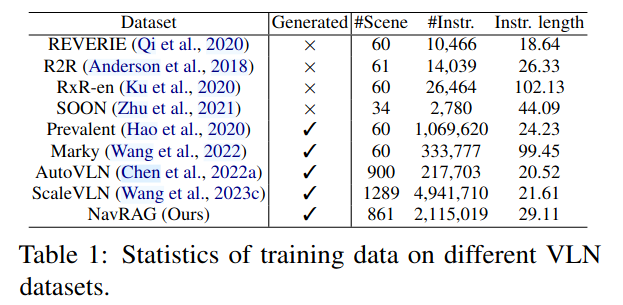 Dataset Generated #Scene #Instr. Instr. length
REVERIE (Qi et al., 2020) × 60 10,466 18.64
R2R (Anderson et al., 2018) × 61 14,039 26.33
RxR-en (Ku et al., 2020) × 60 26,464 102.13
SOON (Zhu et al., 2021) × 34 2,780 44.09
Prevalent (Hao et al., 2020) ✓ 60 1,069,620 24.23
Marky (Wang et al., 2022) ✓ 60 333,777 99.45
AutoVLN (Chen et al., 2022a) ✓ 900 217,703 20.52
ScaleVLN (Wang et al., 2023c) ✓ 1289 4,941,710 21.61
NavRAG (Ours) ✓ 861 2,115,019 29.11
Table 1: Statistics of training data on different VLN
datasets.